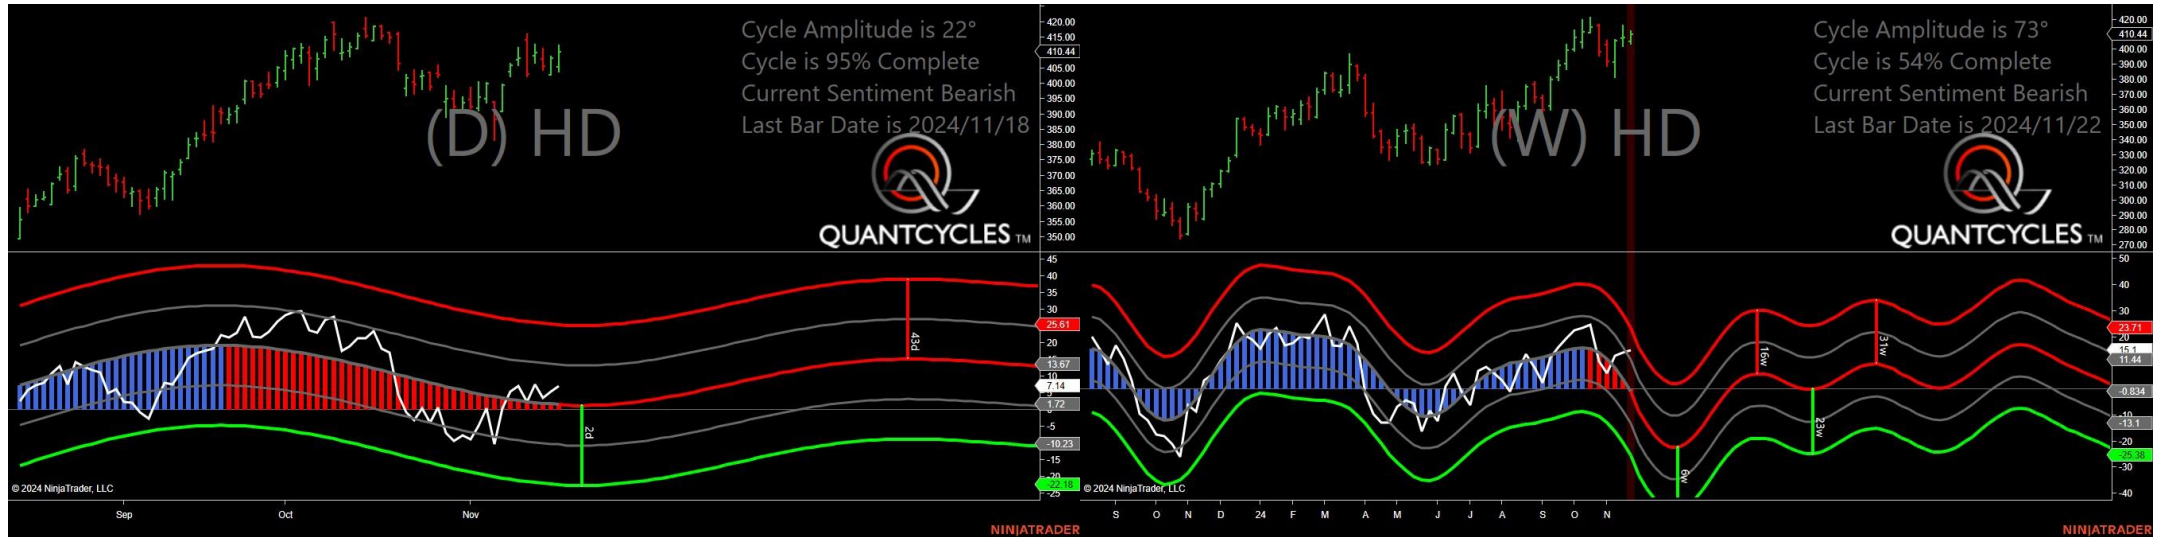 Cycle Amplitude is 22°
Cycle is 95% Complete
Current Sentiment Bearish
Last Bar Date is 2024/11/18
(D) HD
QUANTCYCLES TM
420.00
415.00
410.44
405.00
400.00
395.00
390.00
385.00
380.00
375.00
370.00
365.00
360.00
355.00
350.00
45
40
35
30
25.61
20
13.67
10
7.14
1.72
-5
-10.23
-15
-22.18
-25
43d
2d
© 2024 NinjaTrader, LLC
Sep
Oct
Nov
NINJATRADER
Cycle Amplitude is 73°
Cycle is 54% Complete
Current Sentiment Bearish
Last Bar Date is 2024/11/22
(W) HD
QUANTCYCLES TM
420.00
410.44
400.00
390.00
380.00
370.00
360.00
350.00
340.00
330.00
320.00
310.00
300.00
290.00
280.00
270.00
50
40
30
23.71
15.1
11.44
-0.834
-10
-13.1
-20
-25.38
-30
-40
16w
31w
23w
6w
© 2024 NinjaTrader, LLC
S
O
N
D
24
F
M
A
M
J
J
A
S
O
N
NINJATRADER